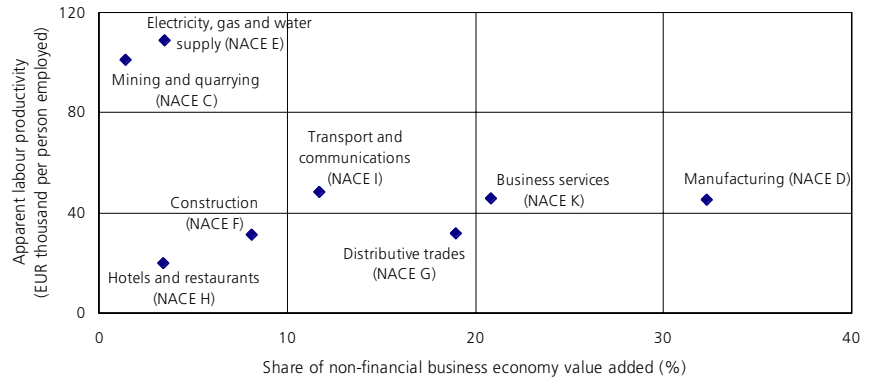 120
Electricity, gas and water
supply (NACE E)
Mining and quarrying
(NACE C)
80
Apparent labour productivity
(EUR thousand per person employed)
Transport and
communications
(NACE I)
Business services
(NACE K)
Manufacturing (NACE D)
Construction
(NACE F)
40
Distributive trades
(NACE G)
Hotels and restaurants
(NACE H)
0
0 10 20 30 40
Share of non-financial business economy value added (%)